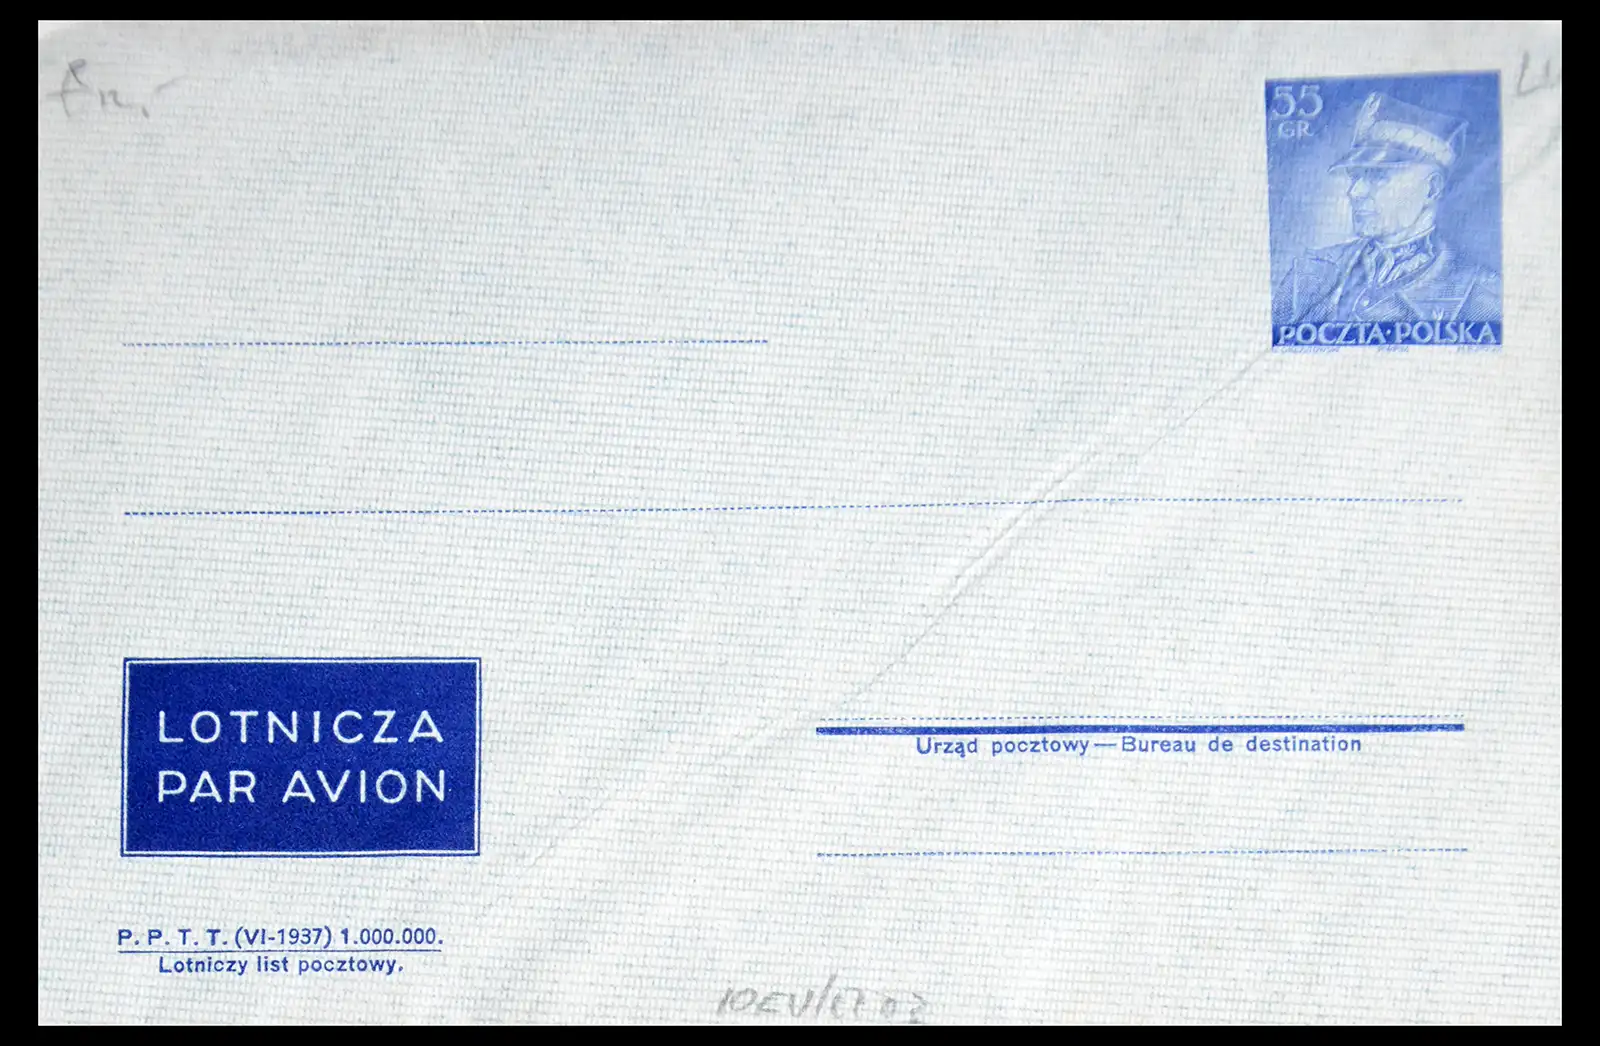 55
GR
POCZTA·POLSKA
LOTNICZA
PAR AVION
Urząd pocztowy—Bureau de destination
P. P. T. T. (VI-1937) 1.000.000.
Lotniczy list pocztowy.